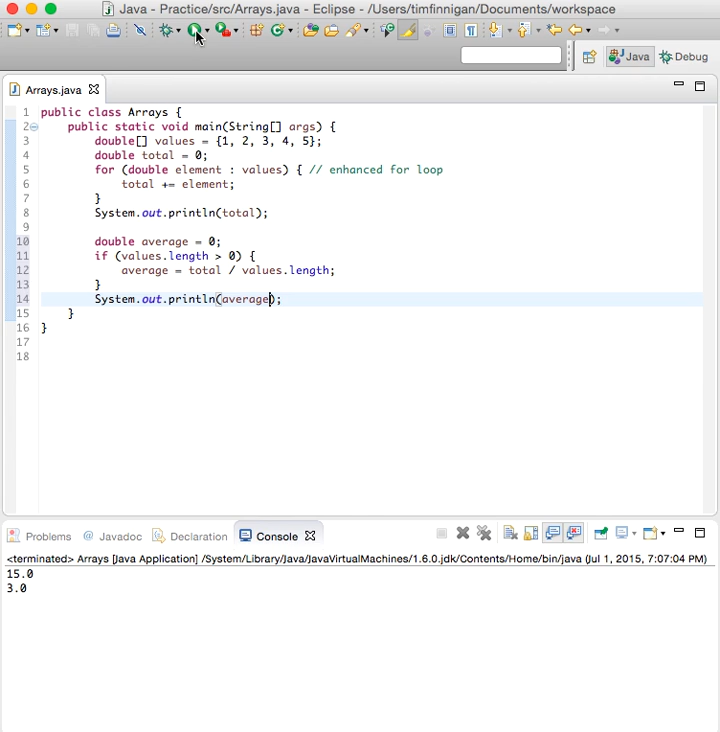 Java - Practice/src/Arrays.java - Eclipse - /Users/timfinnigan/Documents/workspace
Java
Debug
Arrays.java
1 public class Arrays {
2 public static void main(String[] args) {
3 double[] values = {1, 2, 3, 4, 5};
4 double total = 0;
5 for (double element : values) { // enhanced for loop
6 total += element;
7 }
8 System.out.println(total);
9
10 double average = 0;
11 if (values.length > 0) {
12 average = total / values.length;
13 }
14 System.out.println(average);
15 }
16 }
17
18
Problems @ Javadoc Declaration Console
<terminated> Arrays [Java Application] /System/Library/Java/JavaVirtualMachines/1.6.0.jdk/Contents/Home/bin/java (Jul 1, 2015, 7:07:04 PM)
15.0
3.0